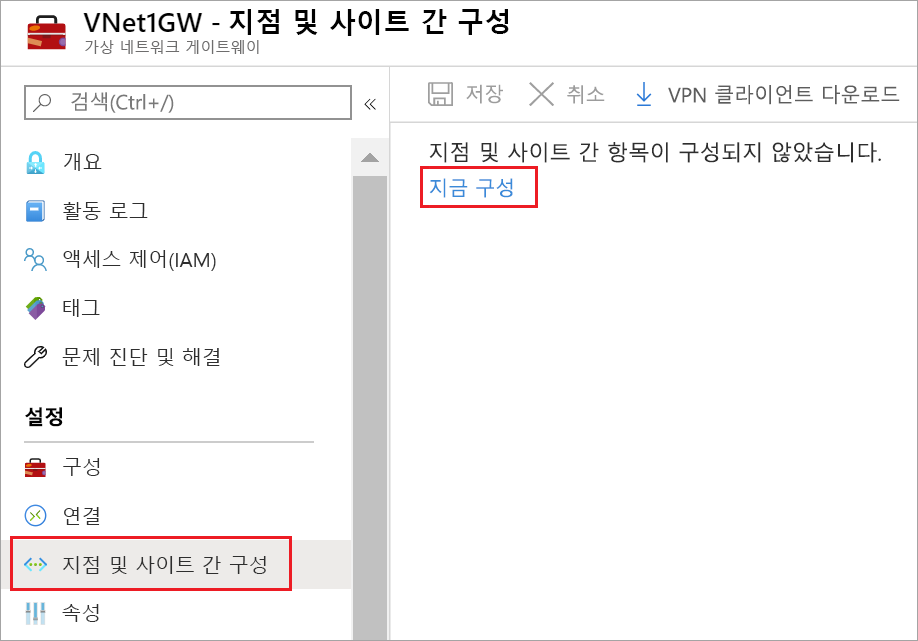 VNet1GW - 지점 및 사이트 간 구성
가상 네트워크 게이트웨이
검색(Ctrl+/)
«
저장
취소
VPN 클라이언트 다운로드
지점 및 사이트 간 항목이 구성되지 않았습니다.
지금 구성
개요
활동 로그
액세스 제어(IAM)
태그
문제 진단 및 해결
설정
구성
연결
지점 및 사이트 간 구성
속성